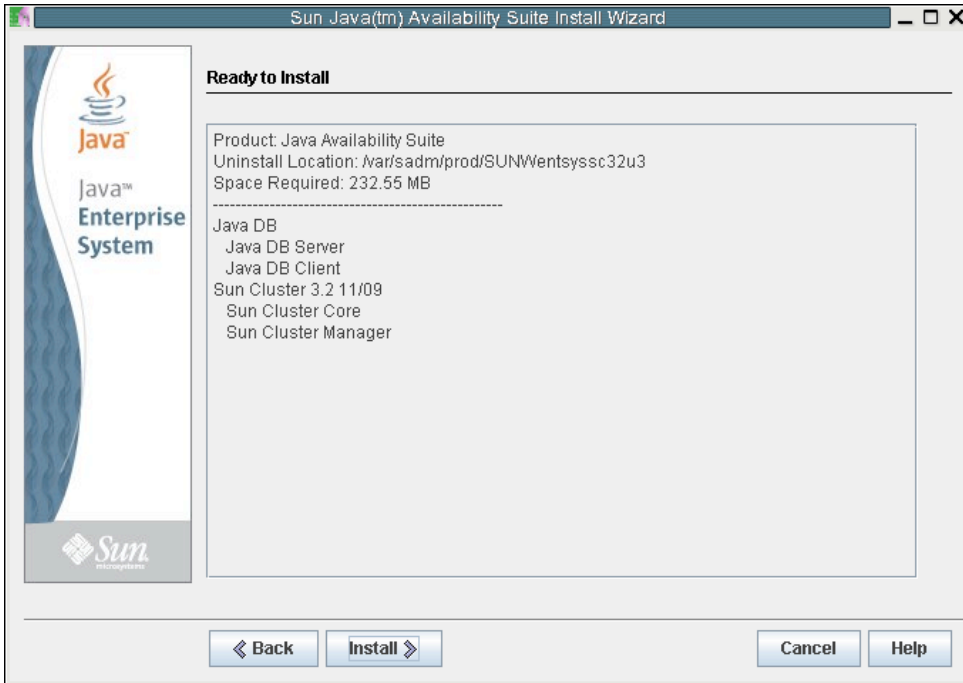 Sun Java(tm) Availability Suite Install Wizard
Java™
Java™
Enterprise
System
Sun
microsystems
Ready to Install
Product: Java Availability Suite
Uninstall Location: /var/sadm/prod/SUNWentsyssc32u3
Space Required: 232.55 MB
--------------------------------------------------
Java DB
Java DB Server
Java DB Client
Sun Cluster 3.2 11/09
Sun Cluster Core
Sun Cluster Manager
Back
Install
Cancel
Help